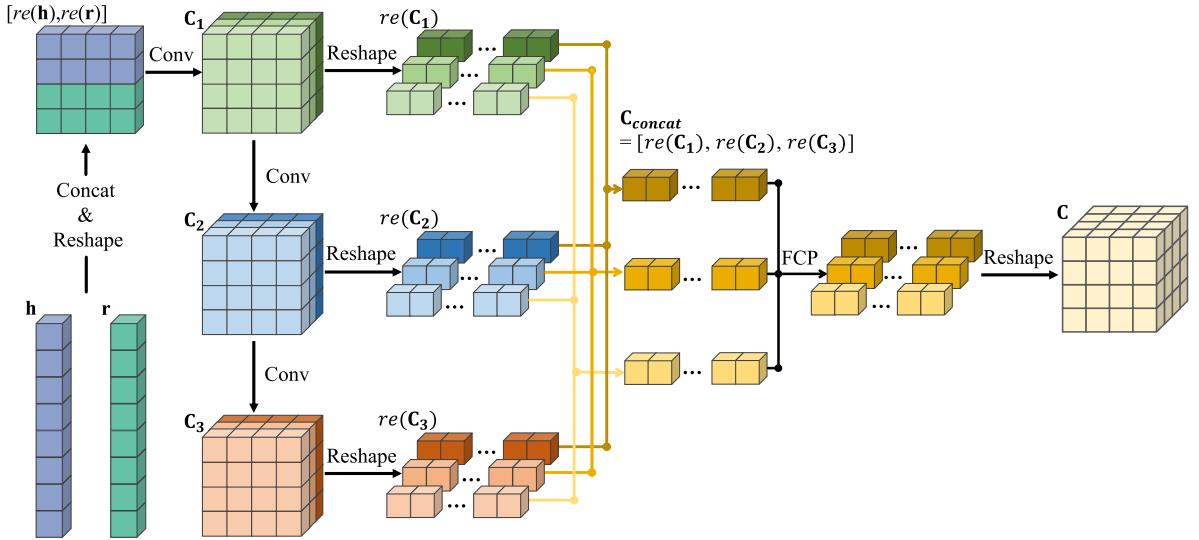 [re(h),re(r)]
C1
re(C1)
Conv
Reshape
Cconcat
= [re(C1), re(C2), re(C3)]
Concat
&
Reshape
Conv
C2
re(C2)
Reshape
FCP
Reshape
C
h
r
Conv
C3
re(C3)
Reshape